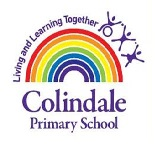 Living and Learning Together
Colindale
Primary School